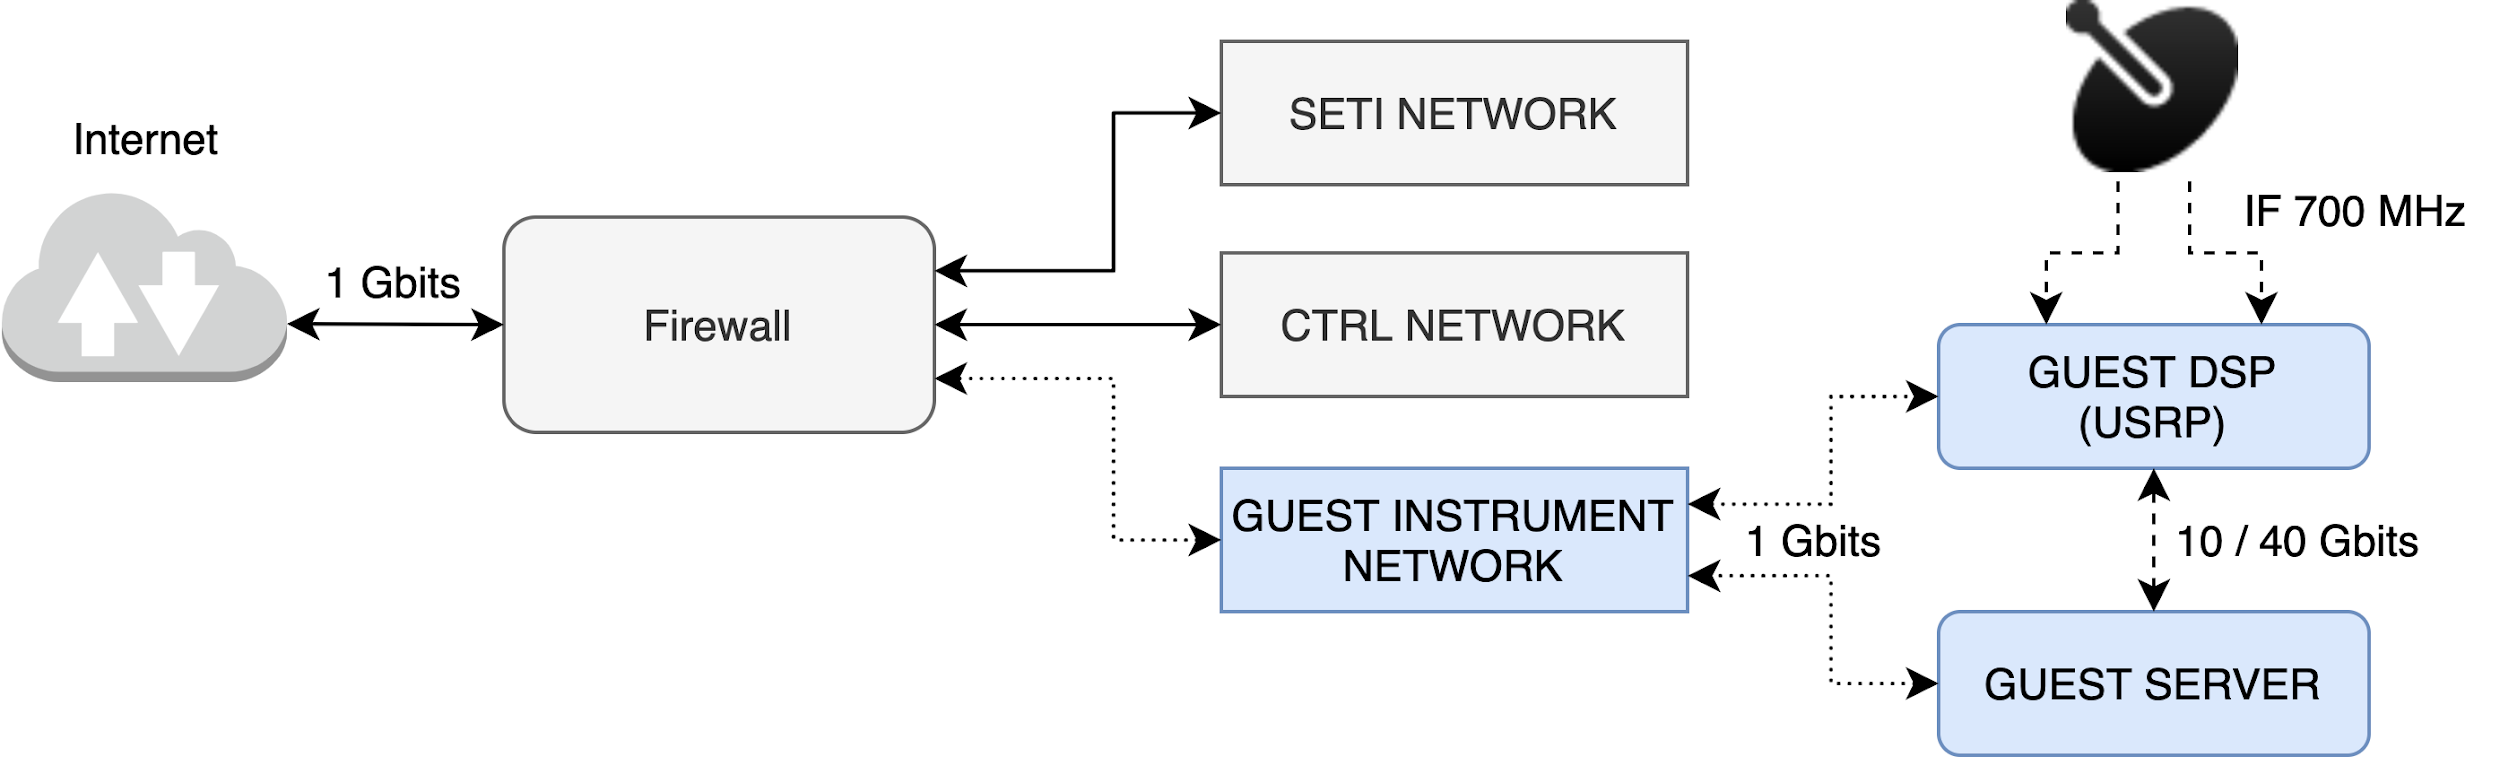 Internet
1 Gbits
Firewall
SETI NETWORK
CTRL NETWORK
GUEST INSTRUMENT
NETWORK
1 Gbits
IF 700 MHz
GUEST DSP
(USRP)
10 / 40 Gbits
GUEST SERVER